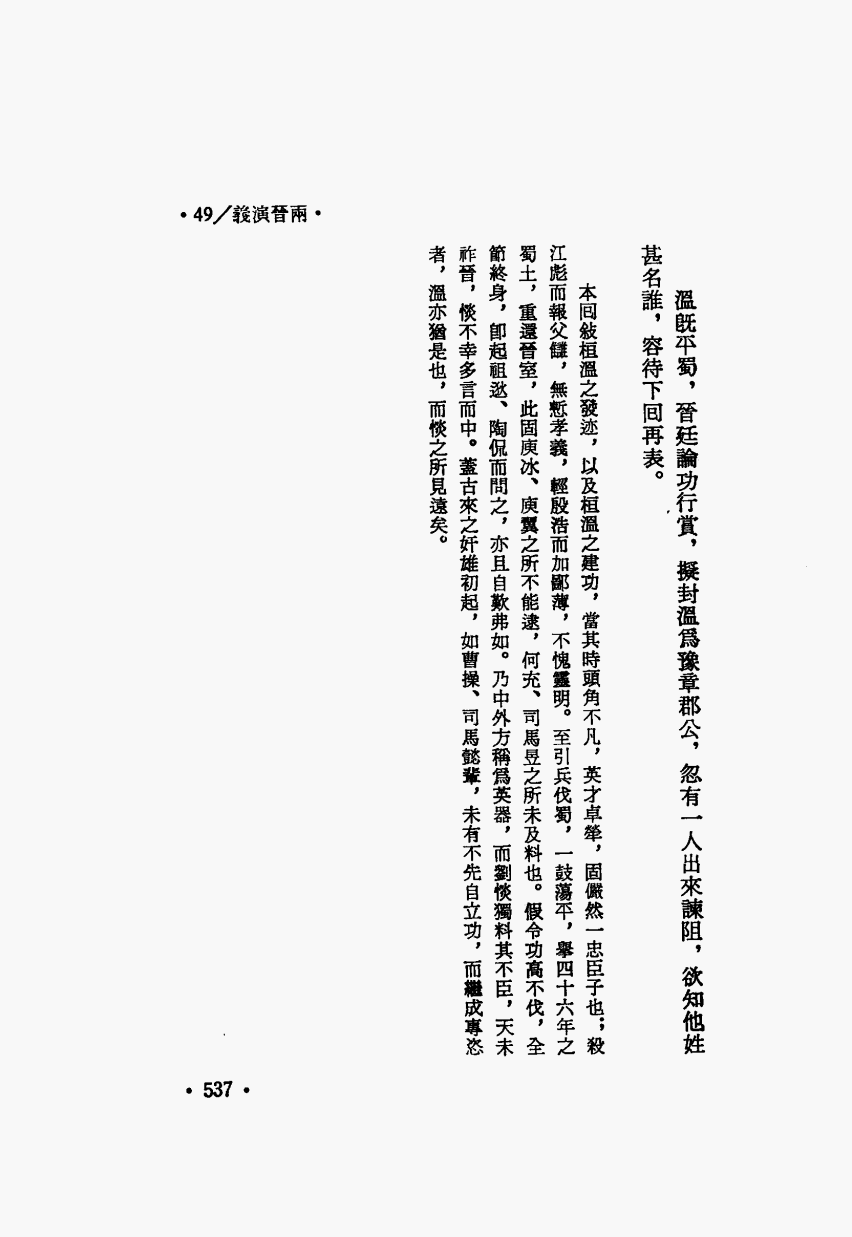 •49/義演晉兩•
溫旣平蜀，晉廷論功行賞，擬封溫爲豫章郡公，忽有一人出來諫阻，欲知他姓
甚名誰，容待下回再表。
本回敍桓溫之發迹，以及桓溫之建功，當其時頭角不凡，英才卓犖，固儼然一忠臣子也；殺
江彪而報父讎，無慙孝義，輕殷浩而加鄙薄，不愧靈明。至引兵伐蜀，一鼓蕩平，舉四十六年之
蜀土，重還晉室，此固庾冰、庾翼之所不能逮，何充、司馬昱之所未及料也。假令功高不伐，全
節終身，卽起祖逖、陶侃而問之，亦且自歎弗如。乃中外方稱爲英器，而劉惔獨料其不臣，天未
祚晉，惔不幸多言而中。蓋古來之奸雄初起，如曹操、司馬懿輩，未有不先自立功，而繼成專恣
者，溫亦猶是也，而惔之所見遠矣。
•537•